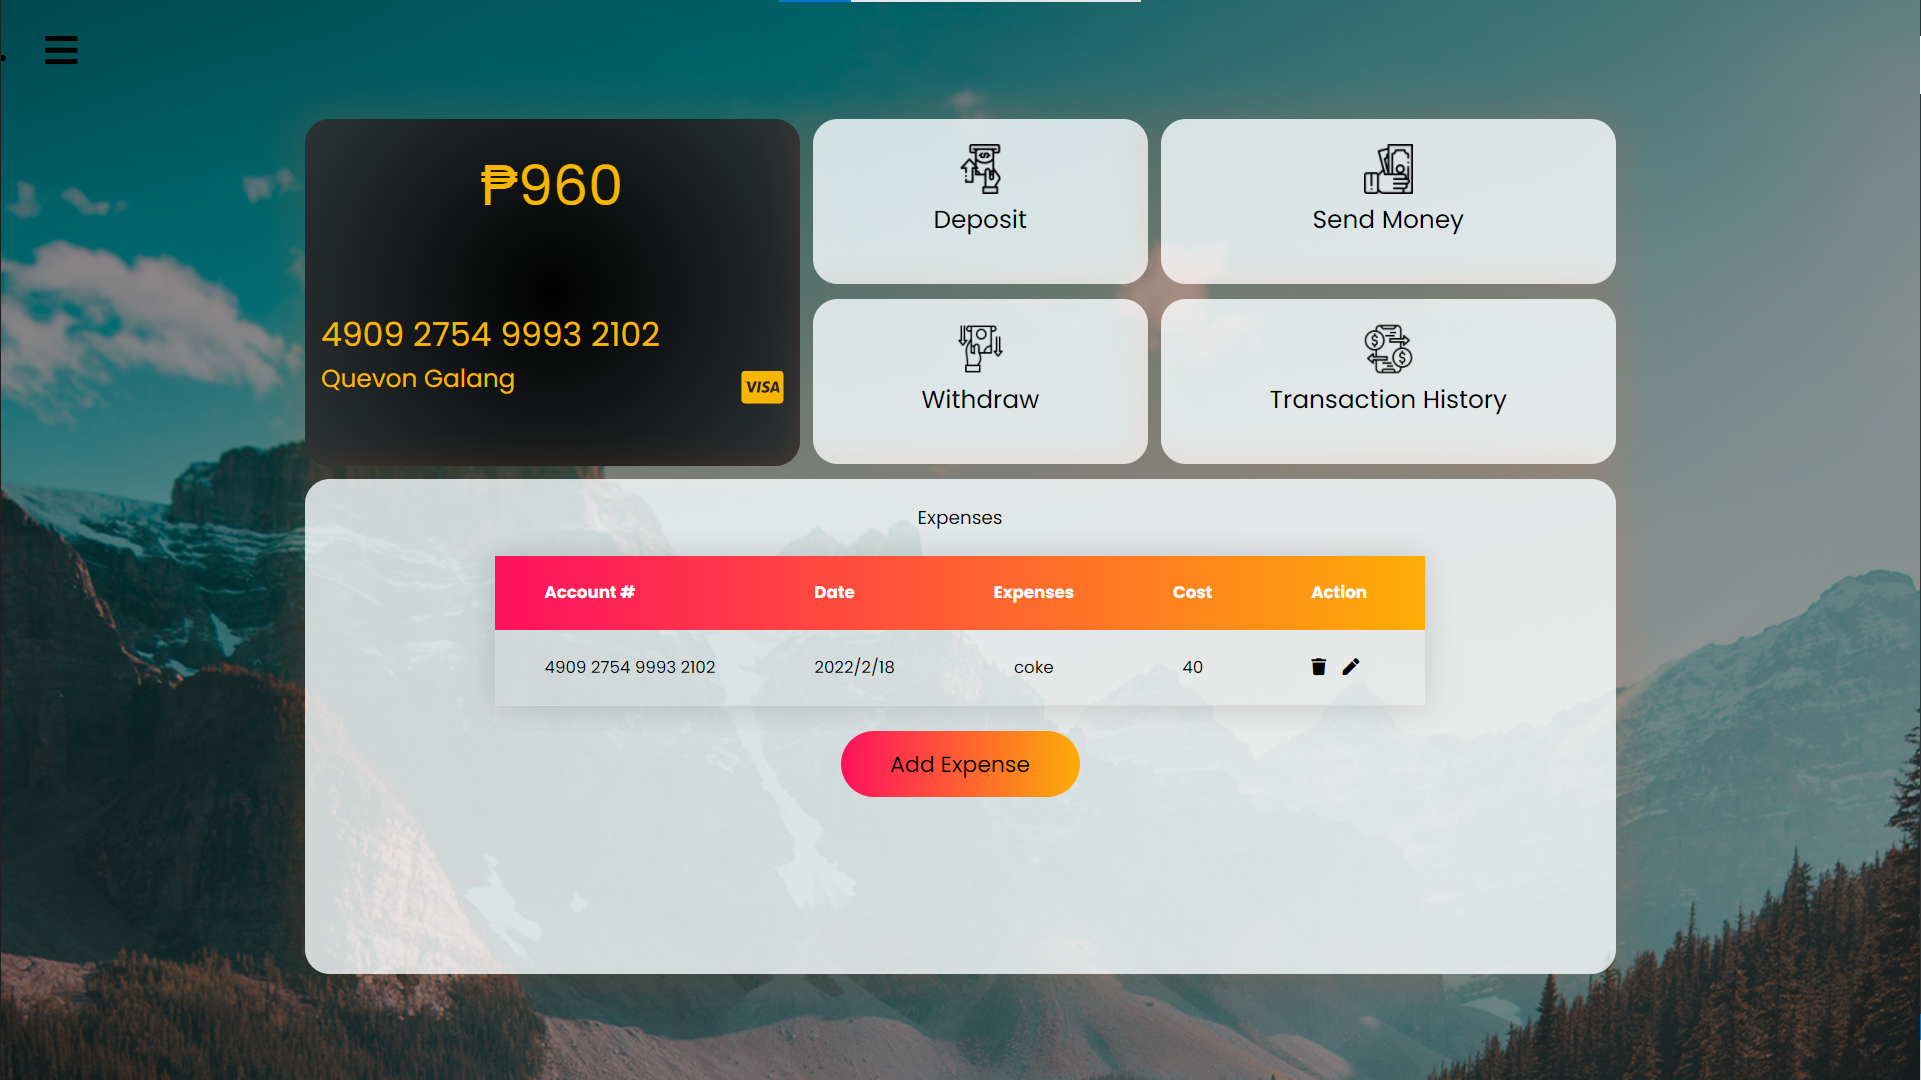 ₱960
4909 2754 9993 2102
Quevon Galang
VISA
Deposit
Send Money
Withdraw
Transaction History
Expenses
Account # Date Expenses Cost Action
4909 2754 9993 2102 2022/2/18 coke 40
Add Expense